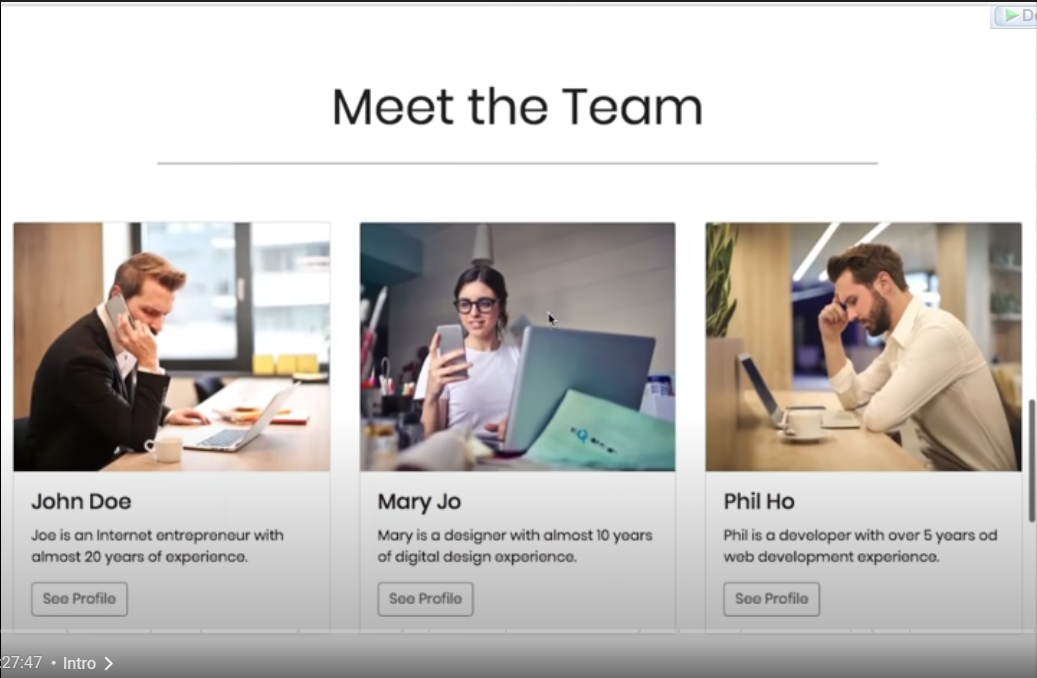 Meet the Team
John Doe
Joe is an Internet entrepreneur with
almost 20 years of experience.
See Profile
Mary Jo
Mary is a designer with almost 10 years
of digital design experience.
See Profile
Phil Ho
Phil is a developer with over 5 years od
web development experience.
See Profile
:27:47 • Intro